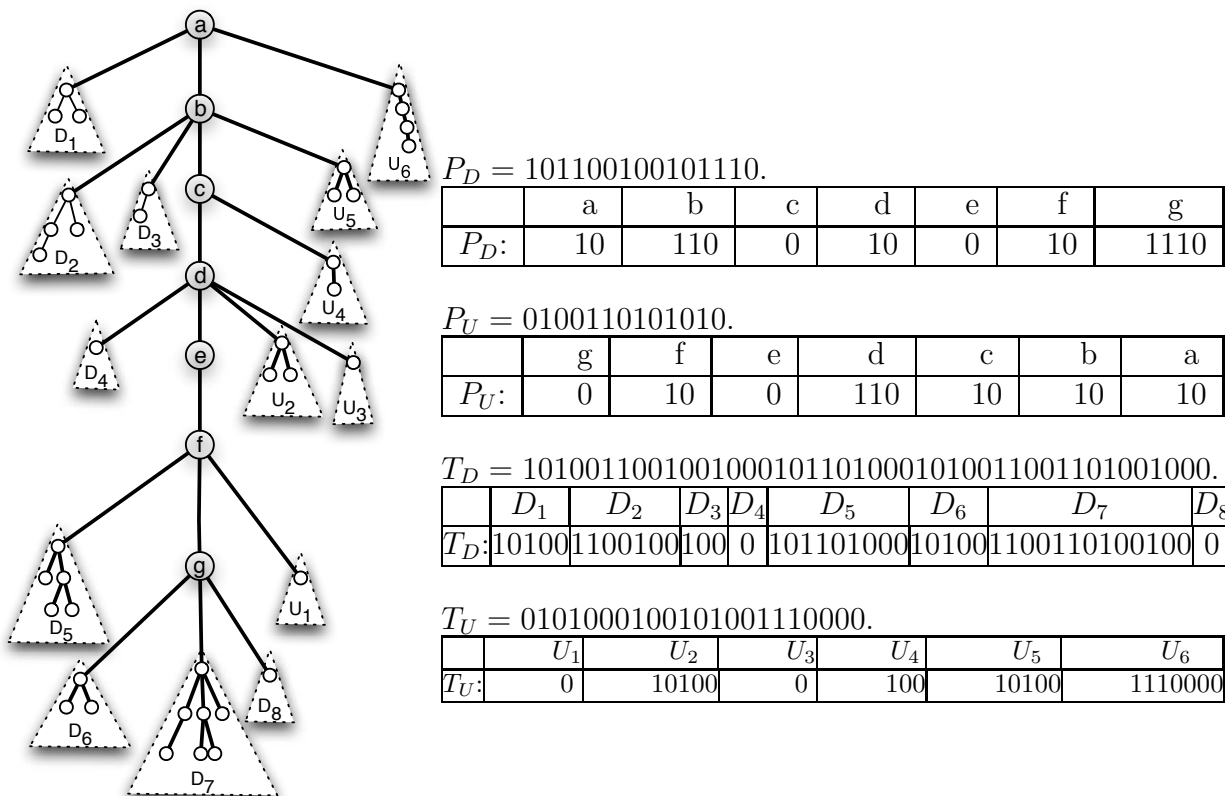 a
b
D₁
U₆
c
D₂
D₃
U₅
d
U₄
e
D₄
U₂
U₃
f
g
D₅
U₁
D₆
D₇
D₈
P_D = 101100100101110.
a b c d e f g
P_D: 10 110 0 10 0 10 1110
P_U = 0100110101010.
g f e d c b a
P_U: 0 10 0 110 10 10 10
T_D = 10100110010010001011010001010011001101001000.
D₁ D₂ D₃ D₄ D₅ D₆ D₇ D₈
T_D: 10100 1100100 100 0 101101000 10100 1100110100100 0
T_U = 0101000100101001110000.
U₁ U₂ U₃ U₄ U₅ U₆
T_U: 0 10100 0 100 10100 1110000